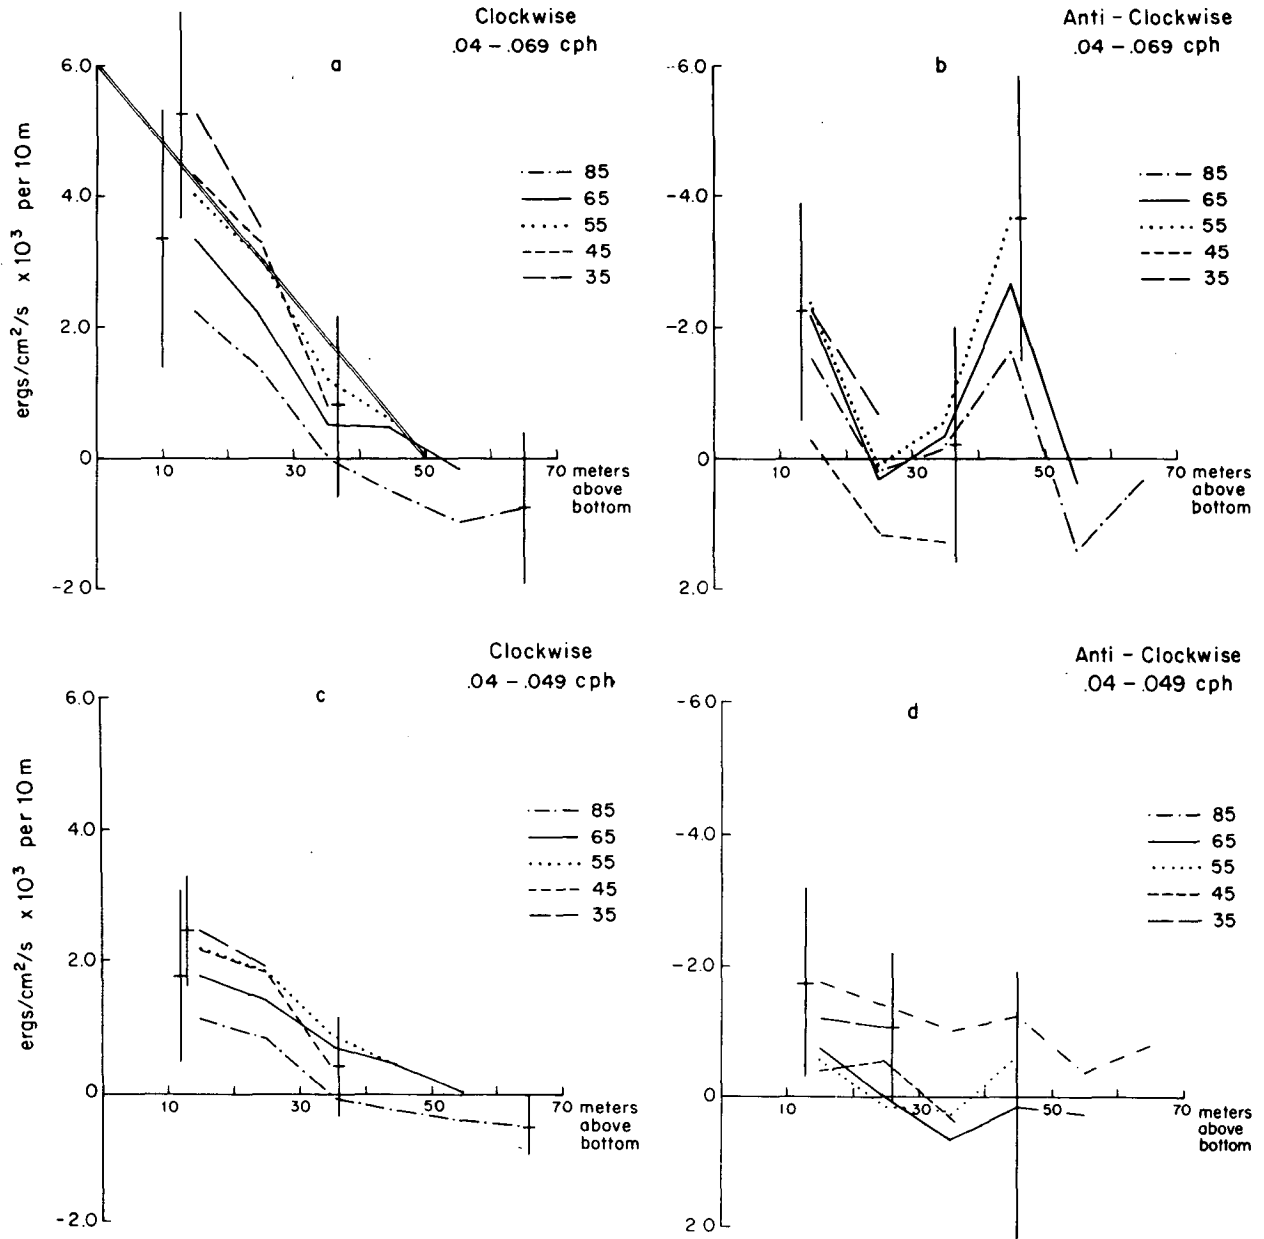 Clockwise
.04 – .069 cph
a
6.0
4.0
2.0
0
-2 0
ergs/cm²/s x 10³ per 10 m
10 30 50 70 meters
above
bottom
85
65
55
45
35
Anti - Clockwise
.04 - .069 cph
b
-6.0
-4.0
-2.0
0
2.0
10 30 50 70 meters
above
bottom
85
65
55
45
35
Clockwise
.04 - .049 cph
c
6.0
4.0
2.0
0
-2.0
ergs/cm²/s x 10³ per 10 m
10 30 50 70 meters
above
bottom
85
65
55
45
35
Anti - Clockwise
.04 - .049 cph
d
-6 0
-4.0
-2.0
0
2 0
10 30 50 70 meters
above
bottom
85
65
55
45
35